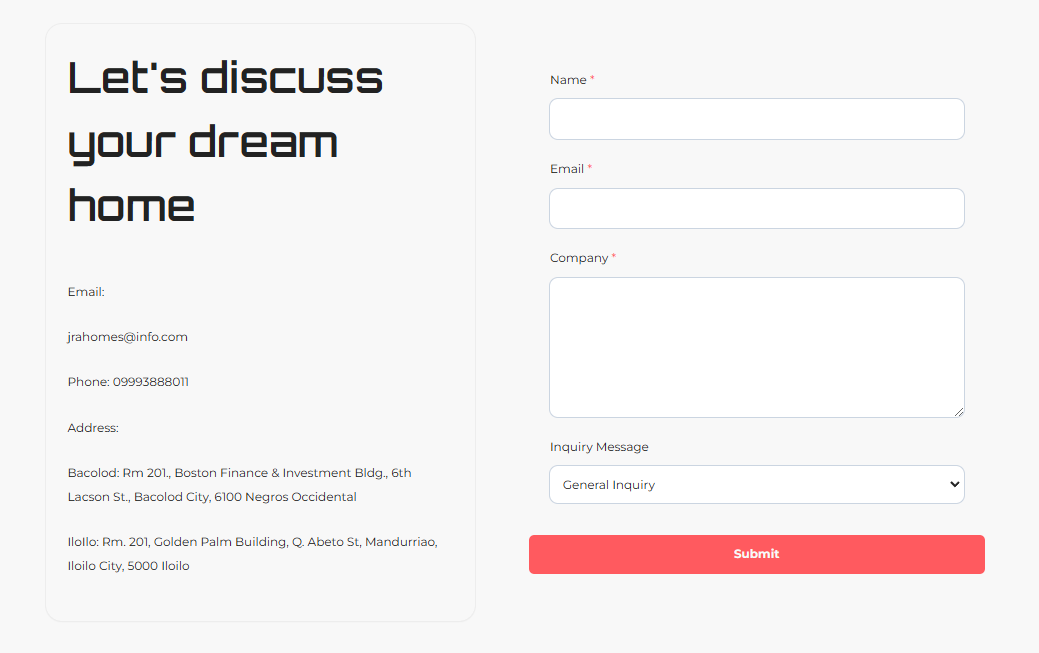 Let's discuss
your dream
home
Email:
jrahomes@info.com
Phone: 09993888011
Address:
Bacolod: Rm 201., Boston Finance & Investment Bldg., 6th
Lacson St., Bacolod City, 6100 Negros Occidental
IloIlo: Rm. 201, Golden Palm Building, Q. Abeto St, Mandurriao,
Iloilo City, 5000 Iloilo
Name *
Email *
Company *
Inquiry Message
General Inquiry
Submit